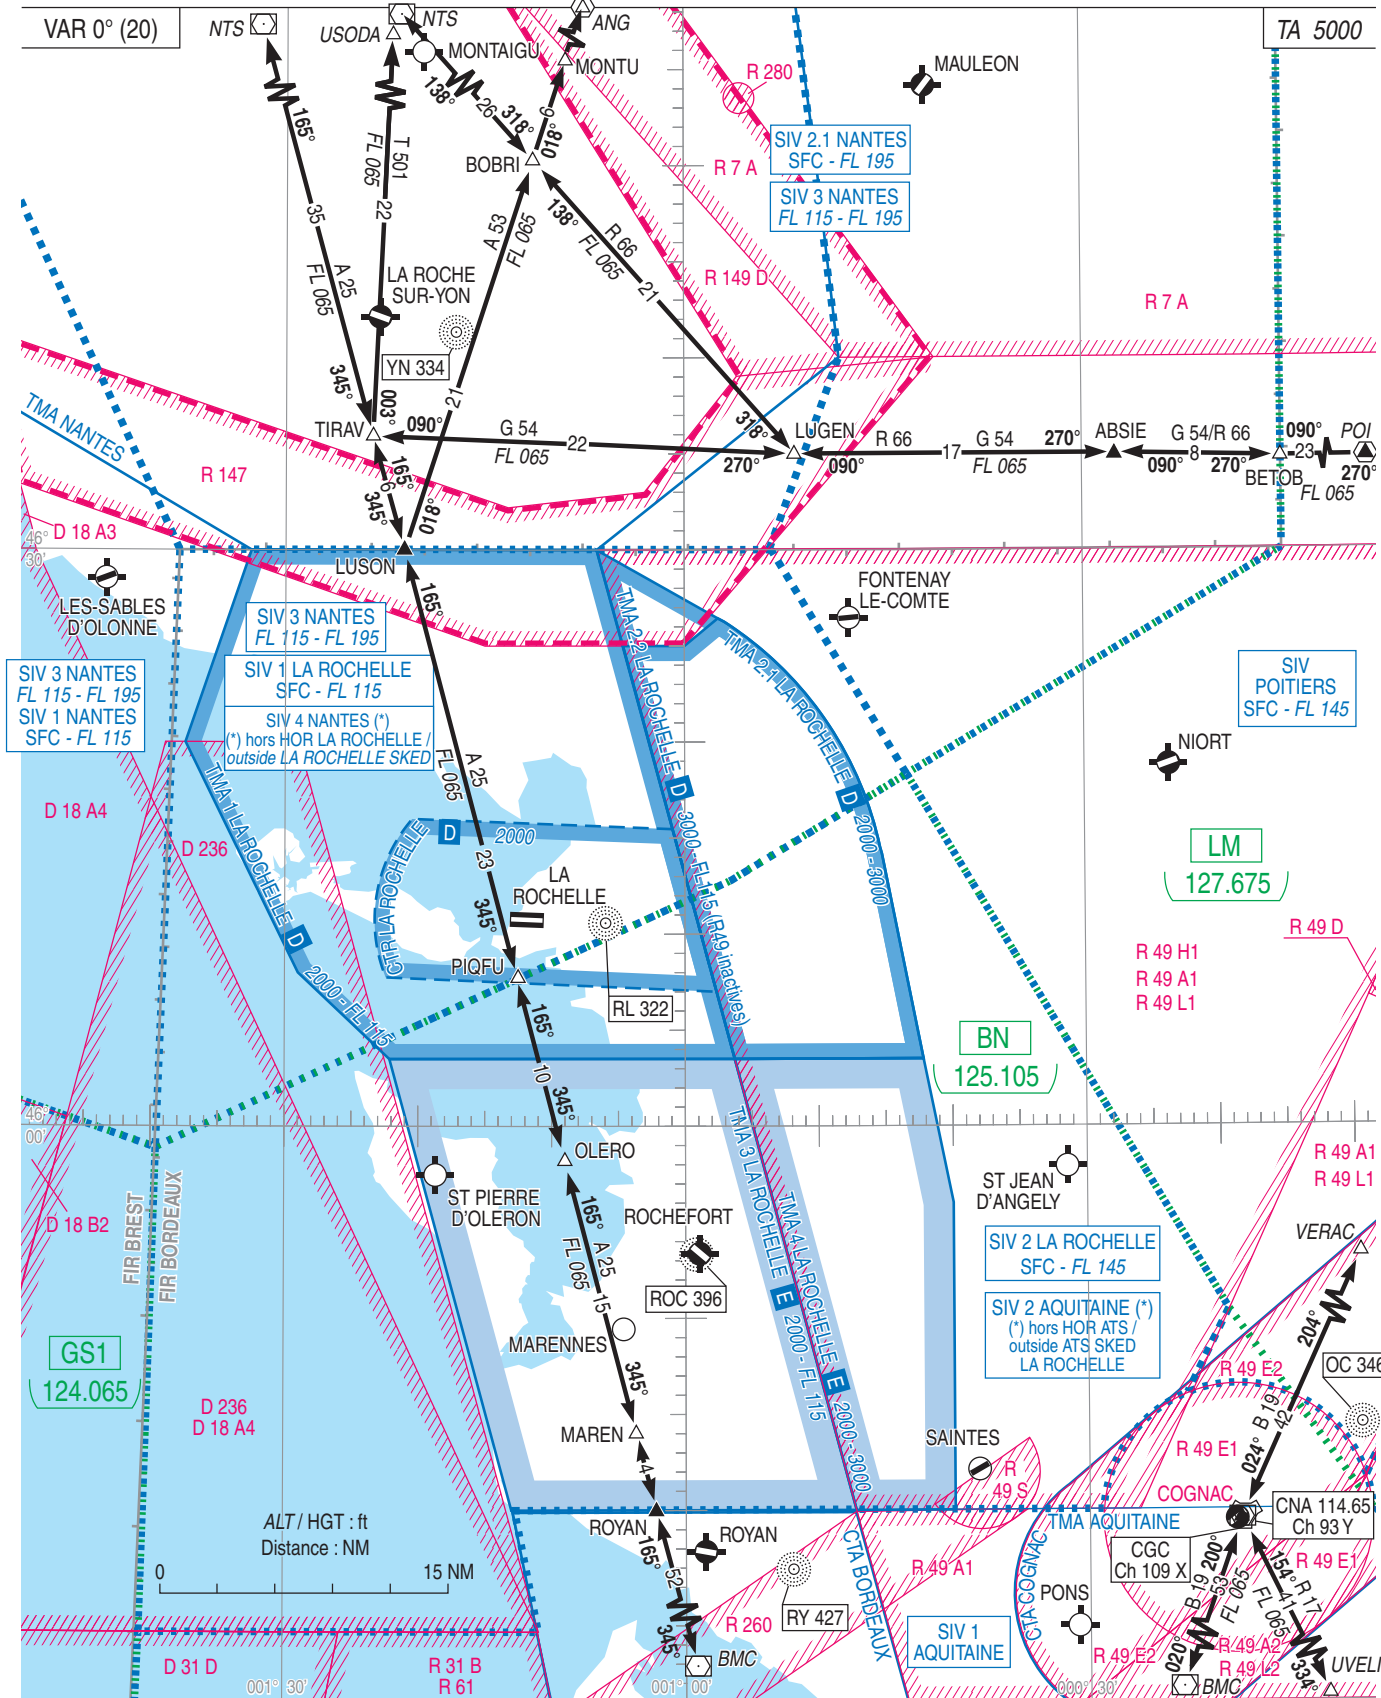 VAR 0° (20)
NTS
USODA
NTS
MONTAIGU
ANG
MONTU
TA 5000
MAULEON
R 280
165°
138°
26
318°
6
018°
T 501
FL 065
22
BOBRI
SIV 2.1 NANTES
SFC - FL 195
SIV 3 NANTES
FL 115 - FL 195
R 7 A
35
A 25
FL 065
A 53
FL 065
138°
R 66
FL 065
21
R 149 D
R 7 A
LA ROCHE
SUR-YON
YN 334
345°
003°
21
TMA NANTES
TIRAV
090°
G 54
22
FL 065
270°
318°
LUGEN
090°
R 66
17
G 54
FL 065
270°
ABSIE
090°
G 54/R 66
8
270°
BETOB
090°
23
FL 065
POI
270°
R 147
165°
6
345°
018°
D 18 A3
46°
30'
LUSON
LES-SABLES
D'OLONNE
165°
FONTENAY
LE-COMTE
SIV 3 NANTES
FL 115 - FL 195
SIV 1 LA ROCHELLE
SFC - FL 115
SIV 4 NANTES (*)
(*) hors HOR LA ROCHELLE /
outside LA ROCHELLE SKED
SIV 3 NANTES
FL 115 - FL 195
SIV 1 NANTES
SFC - FL 115
TMA 2.2 LA ROCHELLE D 3000 - FL 115 (R49 inactives)
TMA 2.1 LA ROCHELLE D 2000 - 3000
SIV
POITIERS
SFC - FL 145
NIORT
A 25
FL 065
23
345°
D 18 A4
D 236
TMA 1 LA ROCHELLE D 2000 - FL 115
CTR LA ROCHELLE
D
2000
LA
ROCHELLE
LM
127.675
R 49 D
R 49 H1
R 49 A1
R 49 L1
PIQFU
RL 322
165°
10
345°
BN
125.105
46°
00'
OLERO
ST PIERRE
D'OLERON
TMA 3 LA ROCHELLE E 2000 - FL 115
TMA 4 LA ROCHELLE E 2000 - 3000
ST JEAN
D'ANGELY
R 49 A1
R 49 L1
D 18 B2
FIR BREST
FIR BORDEAUX
165°
A 25
FL 065
15
345°
ROCHEFORT
ROC 396
SIV 2 LA ROCHELLE
SFC - FL 145
VERAC
SIV 2 AQUITAINE (*)
(*) hors HOR ATS /
outside ATS SKED
LA ROCHELLE
204°
MARENNES
GS1
124.065
R 49 E2
OC 346
D 236
D 18 A4
MAREN
4
SAINTES
R
49 S
R 49 E1
024°
B 19
42
COGNAC
CNA 114.65
Ch 93 Y
ALT / HGT : ft
Distance : NM
0
15 NM
ROYAN
ROYAN
165°
52
345°
TMA AQUITAINE
CGC
Ch 109 X
R 49 E1
CTA BORDEAUX
R 49 A1
CTA COGNAC
PONS
200°
B 19
53
FL 065
020°
154°
R 17
41
FL 065
334°
R 260
RY 427
SIV 1
AQUITAINE
R 49 E2
R 49 A2
R 49 L2
D 31 D
R 31 B
R 61
BMC
BMC
UVELI
001° 30'
001° 00'
000° 30'